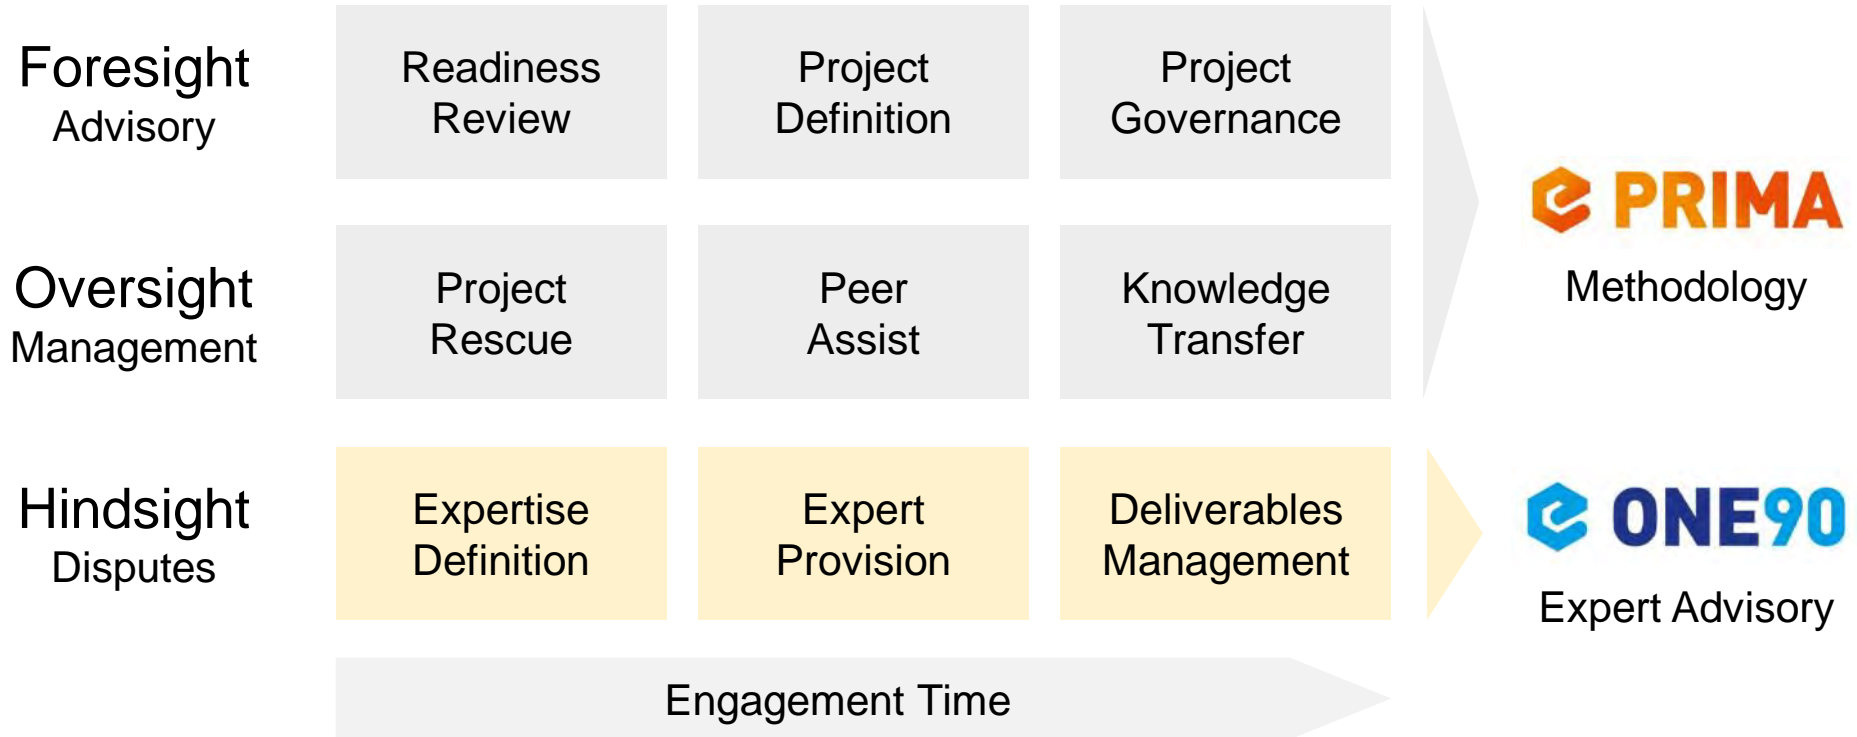 Foresight
Advisory
Readiness
Review
Project
Definition
Project
Governance
PRIMA
Methodology
Oversight
Management
Project
Rescue
Peer
Assist
Knowledge
Transfer
Hindsight
Disputes
Expertise
Definition
Expert
Provision
Deliverables
Management
ONE90
Expert Advisory
Engagement Time